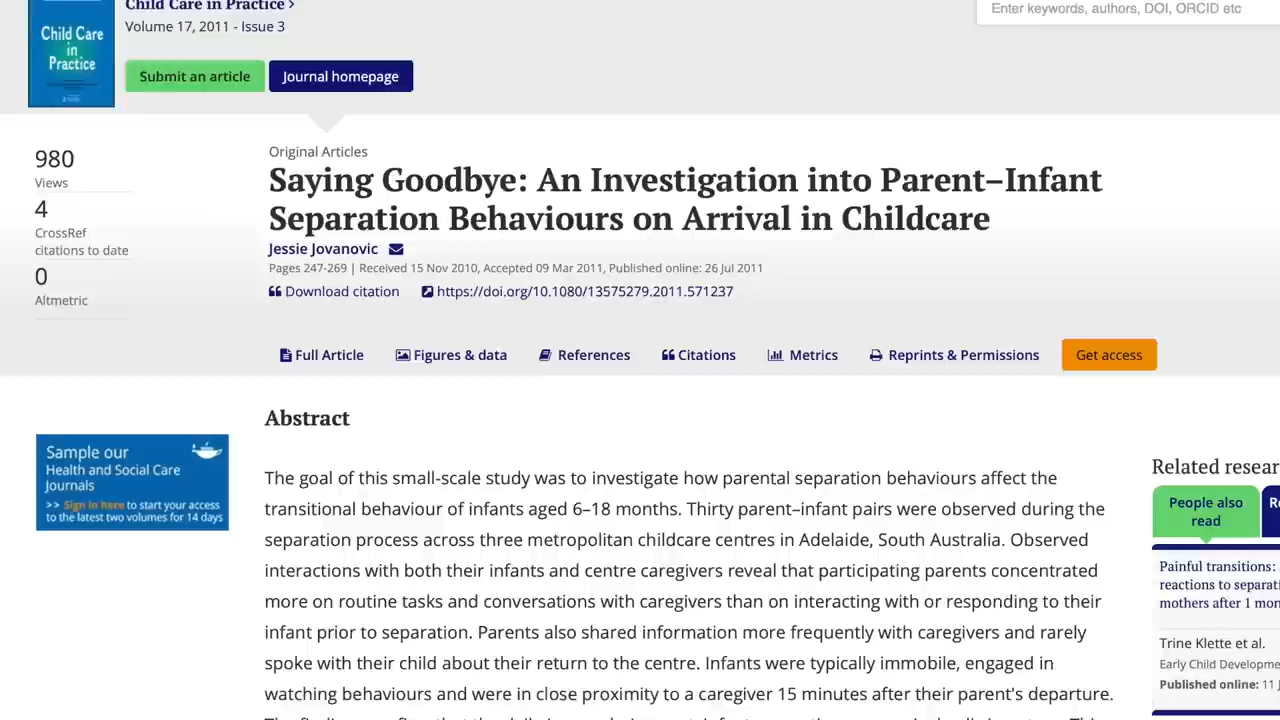 Child Care in Practice ›
Volume 17, 2011 - Issue 3
Enter keywords, authors, DOI, ORCID etc
Child Care
in
Practice
Submit an article
Journal homepage
980
Views
4
CrossRef
citations to date
0
Altmetric
Original Articles
Saying Goodbye: An Investigation into Parent–Infant
Separation Behaviours on Arrival in Childcare
Jessie Jovanovic
Pages 247-269 | Received 15 Nov 2010, Accepted 09 Mar 2011, Published online: 26 Jul 2011
Download citation https://doi.org/10.1080/13575279.2011.571237
Full Article Figures & data References Citations Metrics Reprints & Permissions Get access
Sample our
Health and Social Care
Journals
>> Sign in here to start your access
to the latest two volumes for 14 days
Abstract
The goal of this small-scale study was to investigate how parental separation behaviours affect the
transitional behaviour of infants aged 6–18 months. Thirty parent–infant pairs were observed during the
separation process across three metropolitan childcare centres in Adelaide, South Australia. Observed
interactions with both their infants and centre caregivers reveal that participating parents concentrated
more on routine tasks and conversations with caregivers than on interacting with or responding to their
infant prior to separation. Parents also shared information more frequently with caregivers and rarely
spoke with their child about their return to the centre. Infants were typically immobile, engaged in
watching behaviours and were in close proximity to a caregiver 15 minutes after their parent's departure.
Related resear
People also
read
Painful transitions:
reactions to separati
mothers after 1 mon
Trine Klette et al.
Early Child Developme
Published online: 11 J